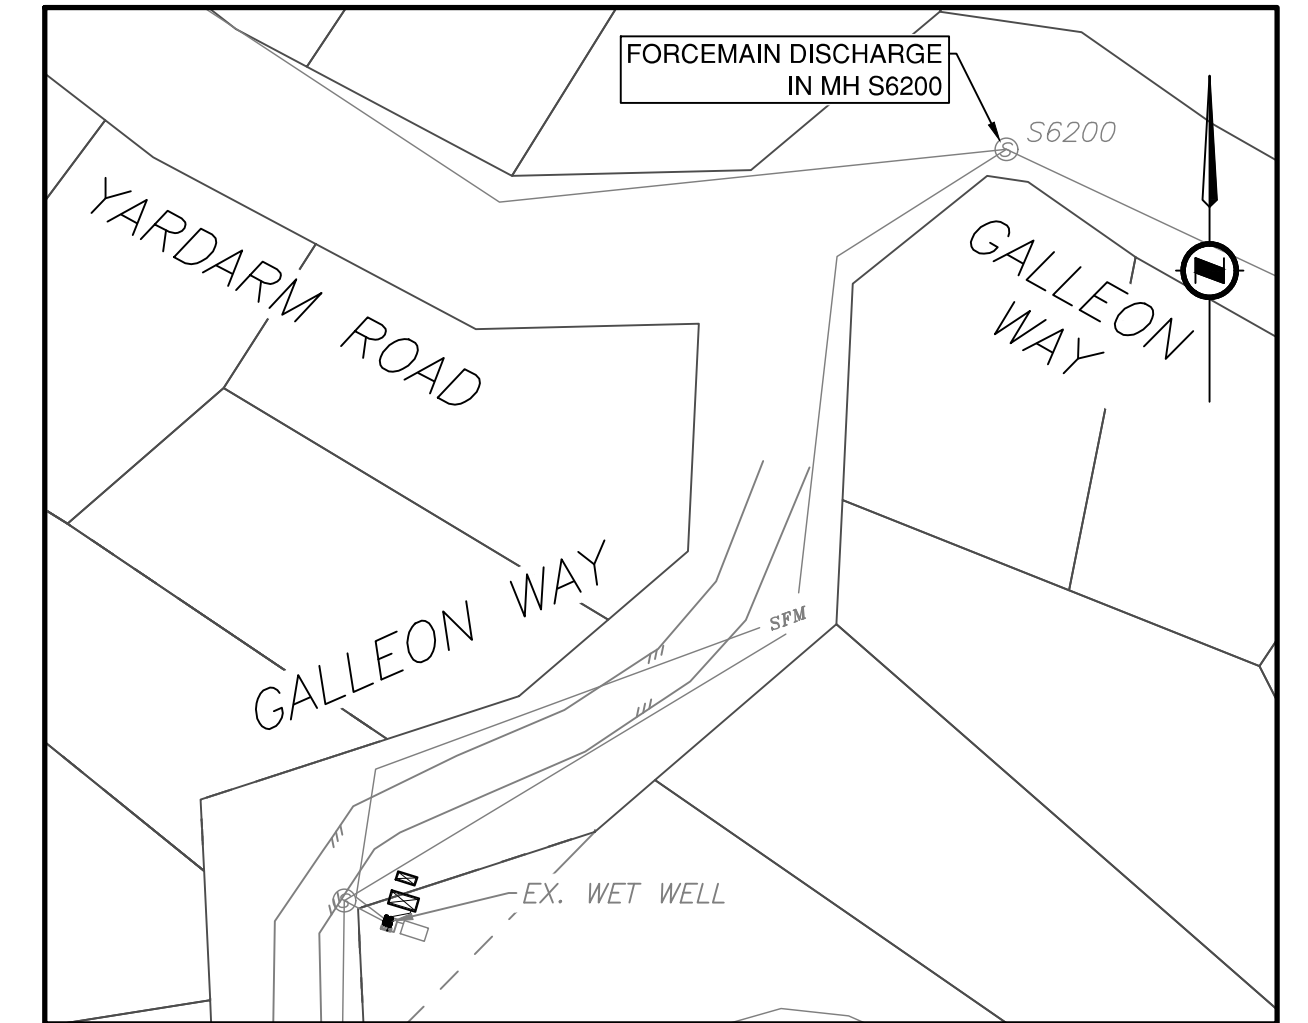 FORCEMAIN DISCHARGE
IN MH S6200
S6200
S
YARDARM ROAD
GALLEON
WAY
N
GALLEON WAY
SFM
S
EX. WET WELL